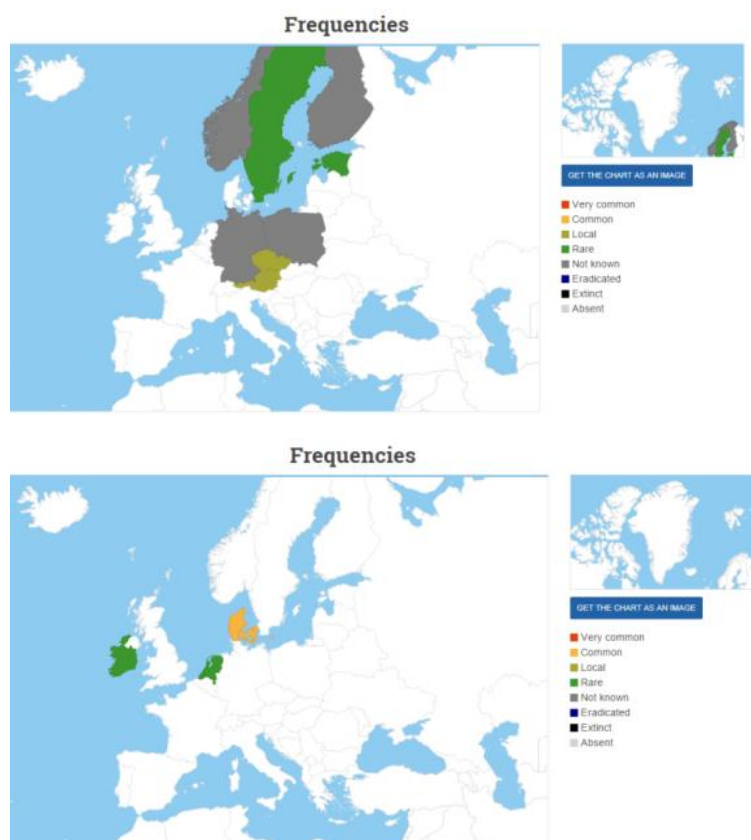 Frequencies
GET THE CHART AS AN IMAGE
Very common
Common
Local
Rare
Not known
Eradicated
Extinct
Absent
Frequencies
GET THE CHART AS AN IMAGE
Very common
Common
Local
Rare
Not known
Eradicated
Extinct
Absent